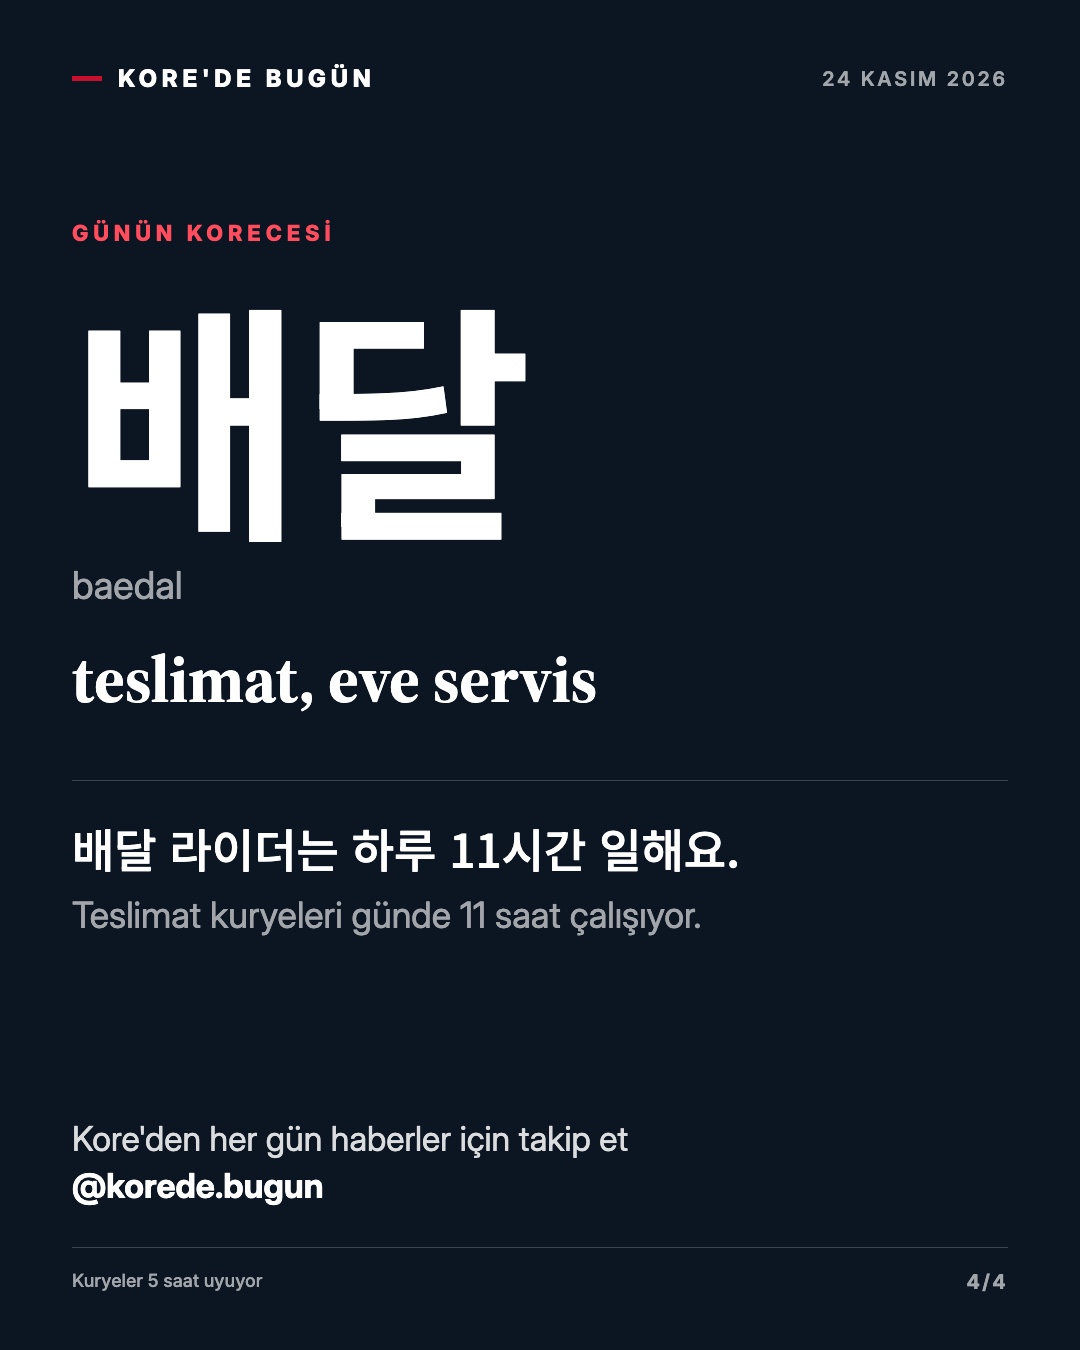 KORE'DE BUGÜN
24 KASIM 2026
GÜNÜN KORECESİ
배달
baedal
teslimat, eve servis
배달 라이더는 하루 11시간 일해요.
Teslimat kuryeleri günde 11 saat çalışıyor.
Kore'den her gün haberler için takip et
@korede.bugun
Kuryeler 5 saat uyuyor
4/4